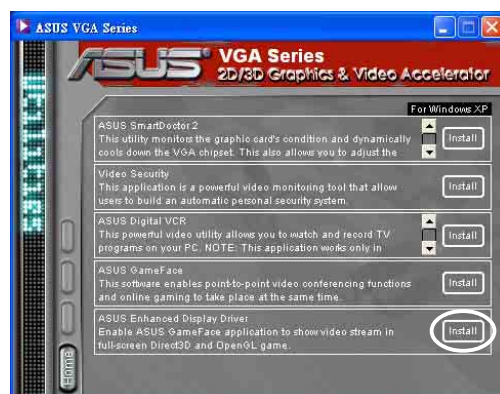 ASUS VGA Series
ASUS
VGA Series
2D/3D Graphics & Video Accelerator
For Windows XP
ASUS SmartDoctor 2
This utility monitors the graphic card's condition and dynamically
cools down the VGA chipset. This also allows you to adjust the
Install
Video Security
This application is a powerful video monitoring tool that allow
users to build an automatic personal security system.
Install
ASUS Digital VCR
This powerful video utility allows you to watch and record TV
programs on your PC. NOTE: This application works only in
Install
ASUS GameFace
This software enables point-to-point video conferencing functions
and online gaming to take place at the same time.
Install
ASUS Enhanced Display Driver
Enable ASUS GameFace application to show video stream in
full-screen Direct3D and OpenGL game.
Install
Home